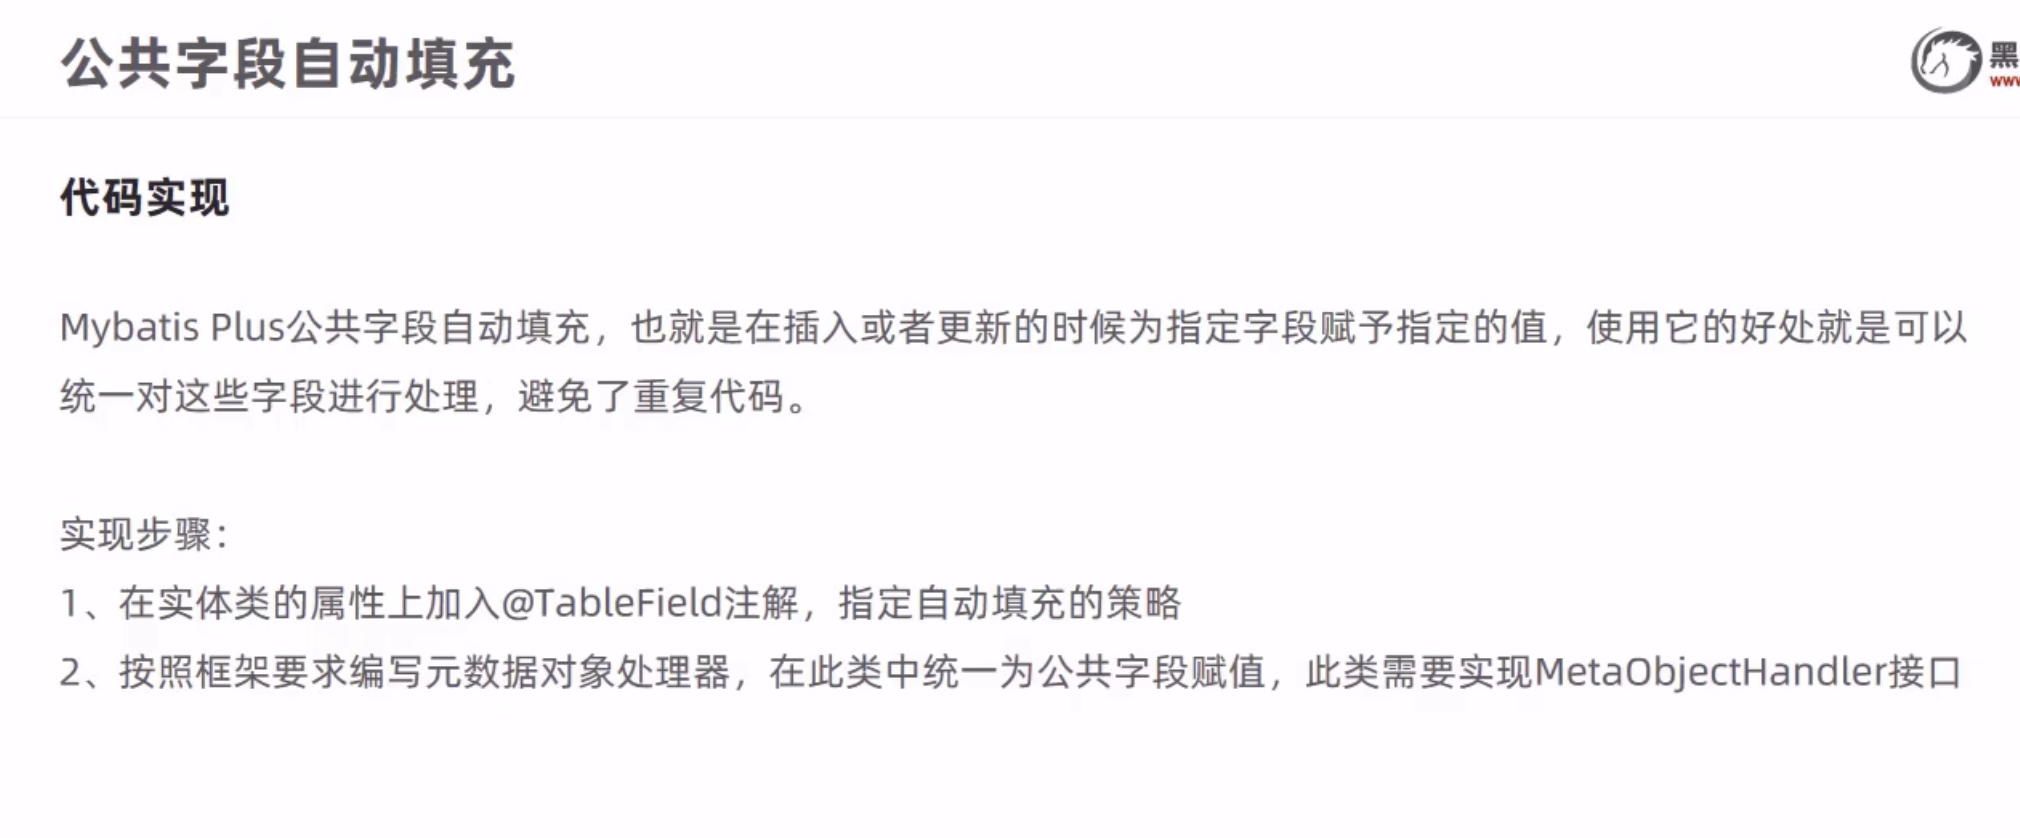 公共字段自动填充
黑
www
代码实现
Mybatis Plus公共字段自动填充，也就是在插入或者更新的时候为指定字段赋予指定的值，使用它的好处就是可以
统一对这些字段进行处理，避免了重复代码。
实现步骤：
1、在实体类的属性上加入@TableField注解，指定自动填充的策略
2、按照框架要求编写元数据对象处理器，在此类中统一为公共字段赋值，此类需要实现MetaObjectHandler接口